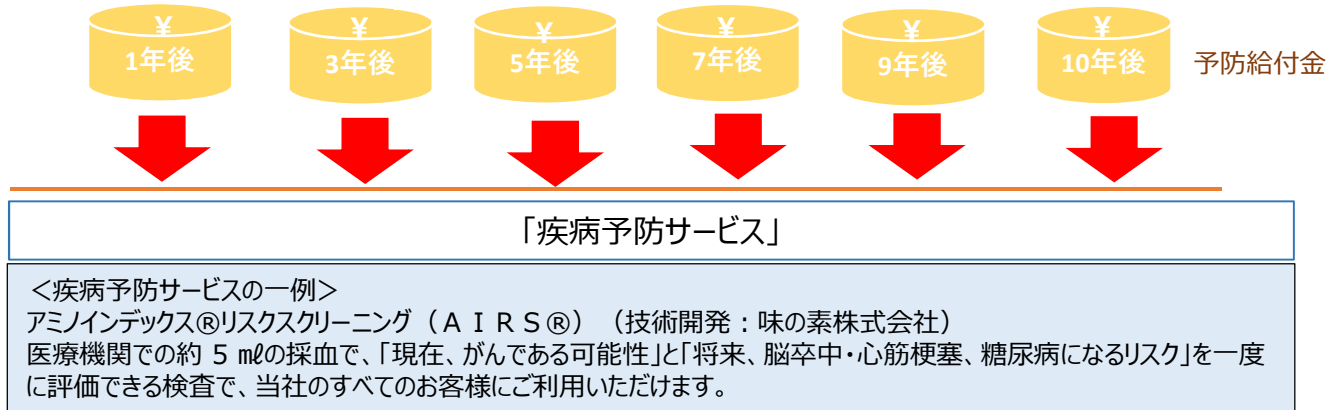 ¥ ¥ ¥ ¥ ¥ ¥
1年後 3年後 5年後 7年後 9年後 10年後 予防給付金
「疾病予防サービス」
＜疾病予防サービスの一例＞
アミノインデックス®リスクスクリーニング（ＡＩＲＳ®）（技術開発：味の素株式会社）
医療機関での約 5 ㎖の採血で、「現在、がんである可能性」と「将来、脳卒中・心筋梗塞、糖尿病になるリスク」を一度
に評価できる検査で、当社のすべてのお客様にご利用いただけます。